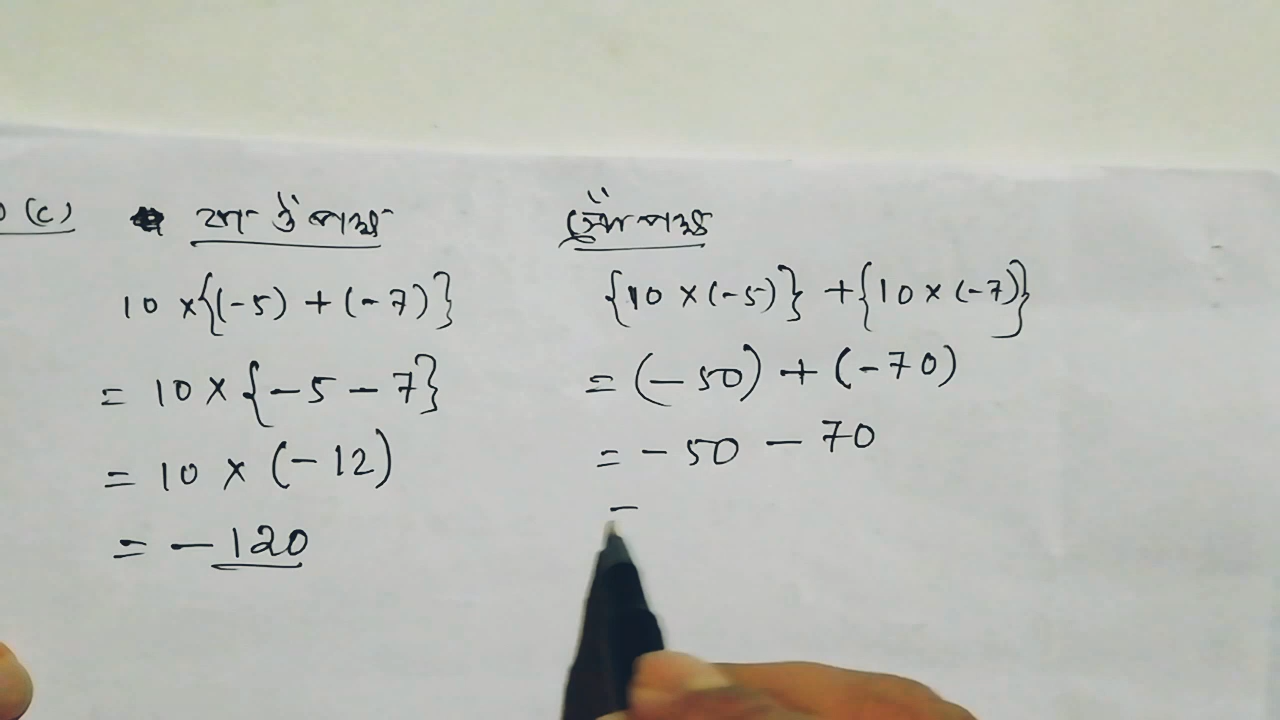 (c)
10 × {(-5) + (-7)}
= 10 × {-5 - 7}
= 10 × (-12)
= -120
{10 × (-5)} + {10 × (-7)}
= (-50) + (-70)
= -50 - 70